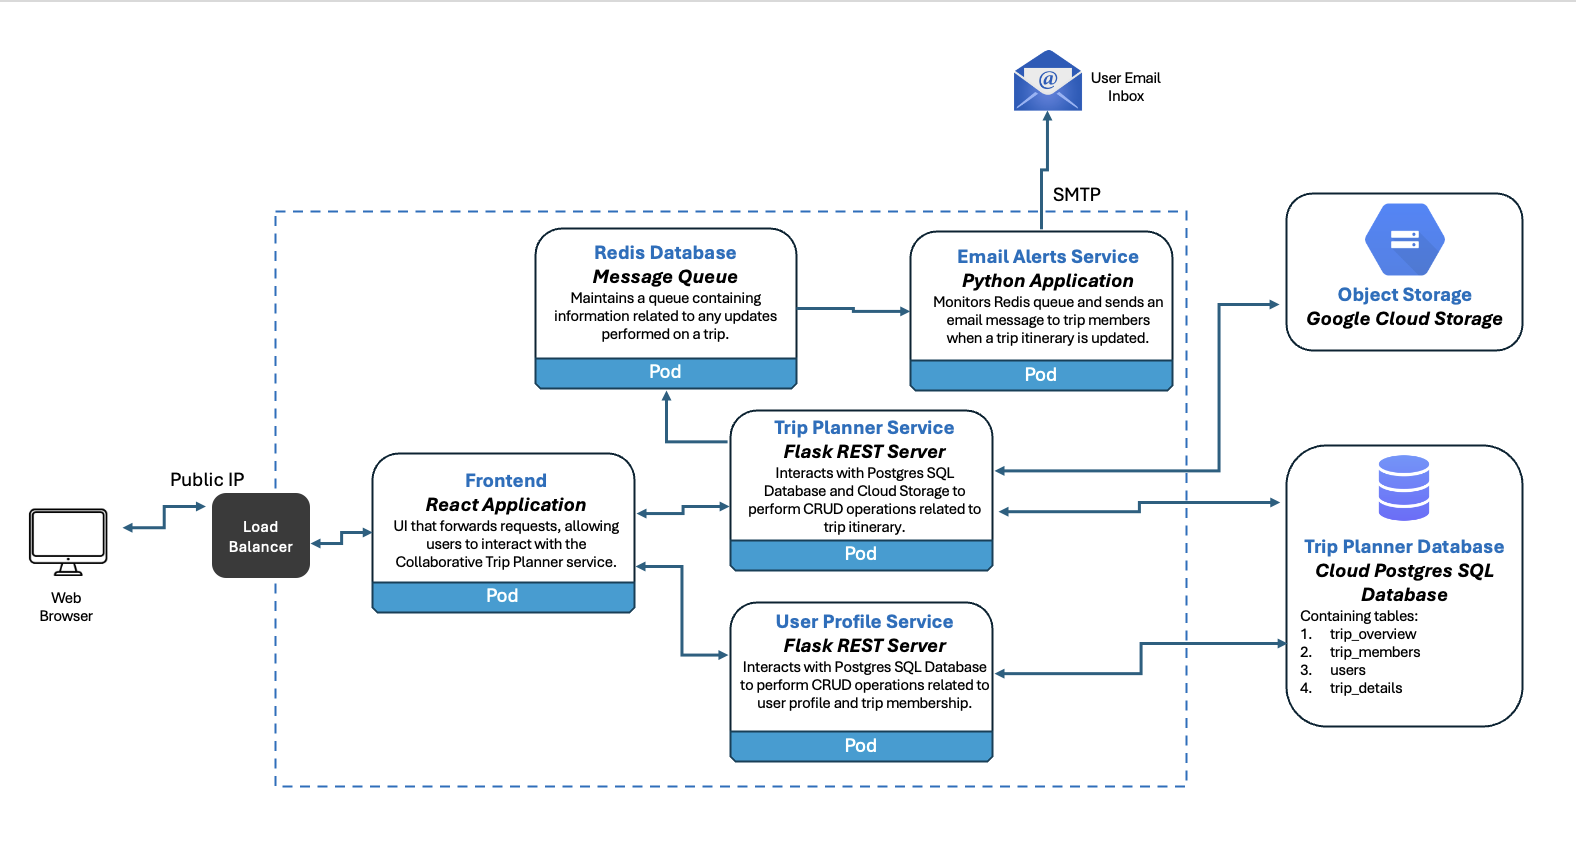 @
User Email
Inbox
SMTP
Redis Database
Message Queue
Maintains a queue containing
information related to any updates
performed on a trip.
Pod
Email Alerts Service
Python Application
Monitors Redis queue and sends an
email message to trip members
when a trip itinerary is updated.
Pod
Object Storage
Google Cloud Storage
Trip Planner Service
Flask REST Server
Interacts with Postgres SQL
Database and Cloud Storage to
perform CRUD operations related to
trip itinerary.
Pod
Public IP
Load
Balancer
Web
Browser
Frontend
React Application
UI that forwards requests, allowing
users to interact with the
Collaborative Trip Planner service.
Pod
User Profile Service
Flask REST Server
Interacts with Postgres SQL Database
to perform CRUD operations related to
user profile and trip membership.
Pod
Trip Planner Database
Cloud Postgres SQL
Database
Containing tables:
1. trip_overview
2. trip_members
3. users
4. trip_details